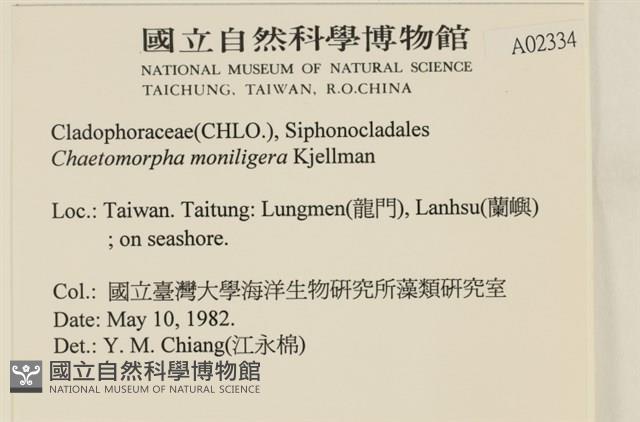 國立自然科學博物館
A02334
NATIONAL MUSEUM OF NATURAL SCIENCE
TAICHUNG, TAIWAN, R.O.CHINA
Cladophoraceae(CHLO.), Siphonocladales
Chaetomorpha moniligera Kjellman
Loc.: Taiwan. Taitung: Lungmen(龍門), Lanhsu(蘭嶼)
; on seashore.
Col.: 國立臺灣大學海洋生物研究所藻類研究室
Date: May 10, 1982.
Det.: Y. M. Chiang(江永棉)
國立自然科學博物館
NATIONAL MUSEUM OF NATURAL SCIENCE